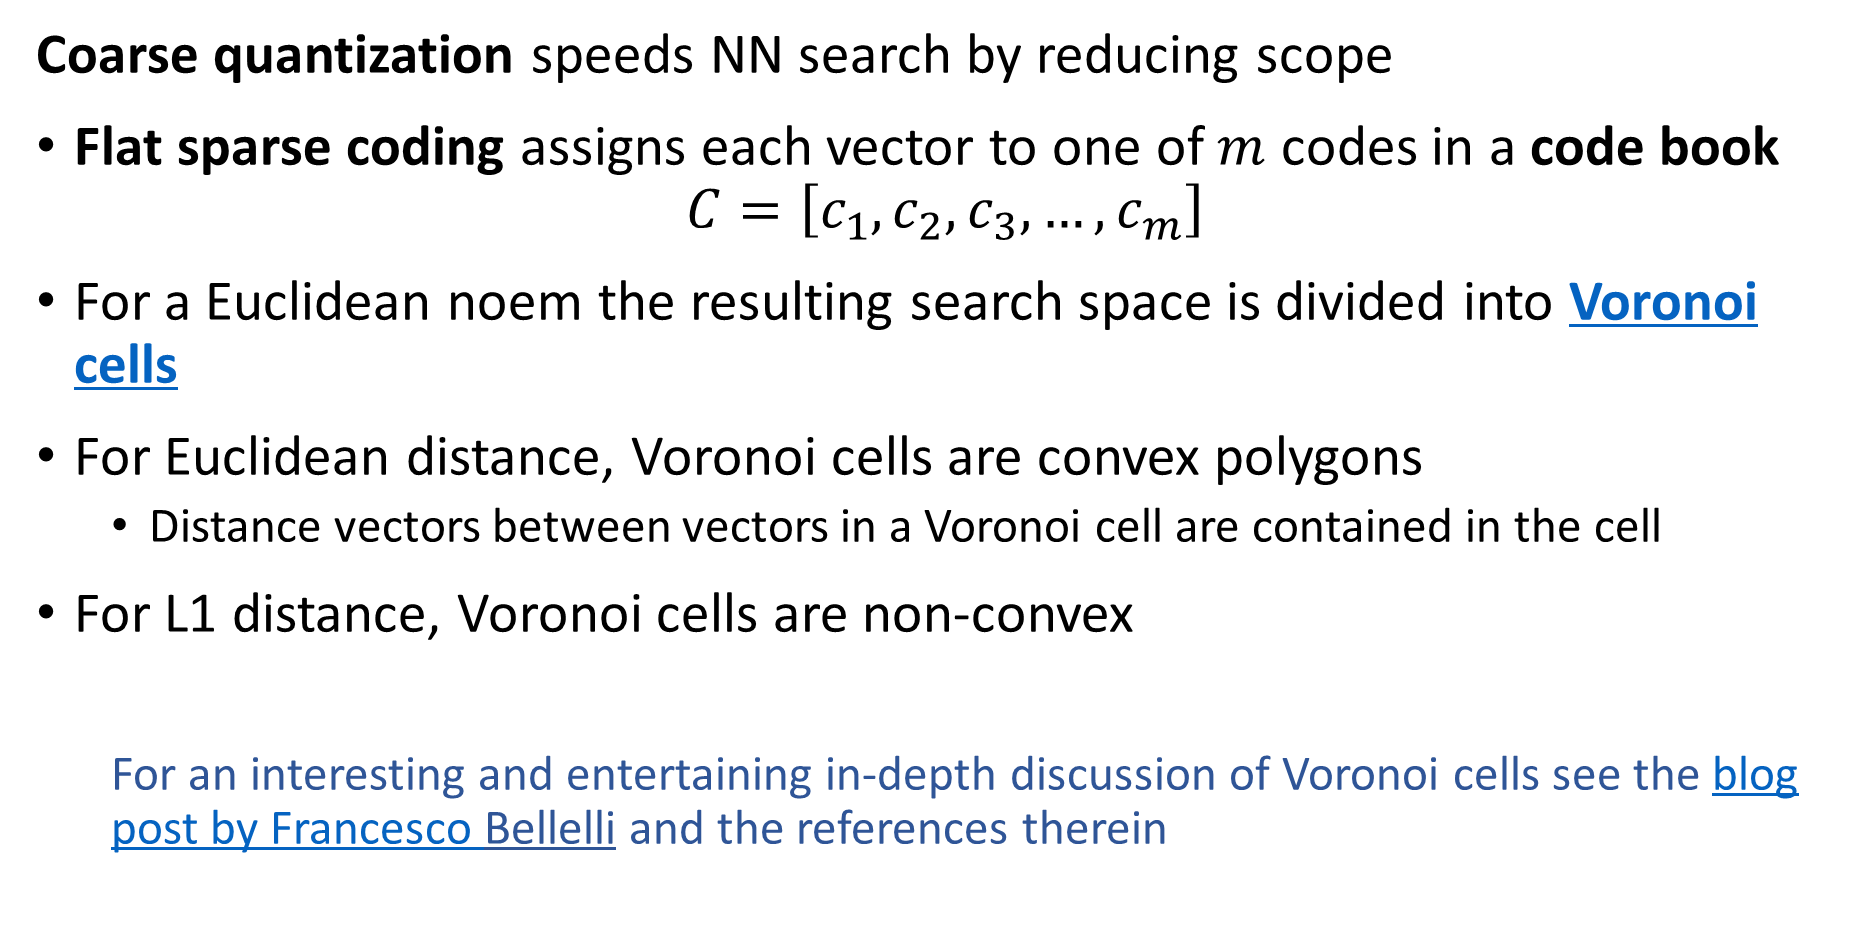 Coarse quantization speeds NN search by reducing scope
• Flat sparse coding assigns each vector to one of m codes in a code book
C = [c₁, c₂, c₃, … , cₘ]
• For a Euclidean noem the resulting search space is divided into Voronoi
cells
• For Euclidean distance, Voronoi cells are convex polygons
• Distance vectors between vectors in a Voronoi cell are contained in the cell
• For L1 distance, Voronoi cells are non-convex
For an interesting and entertaining in-depth discussion of Voronoi cells see the blog
post by Francesco Bellelli and the references therein